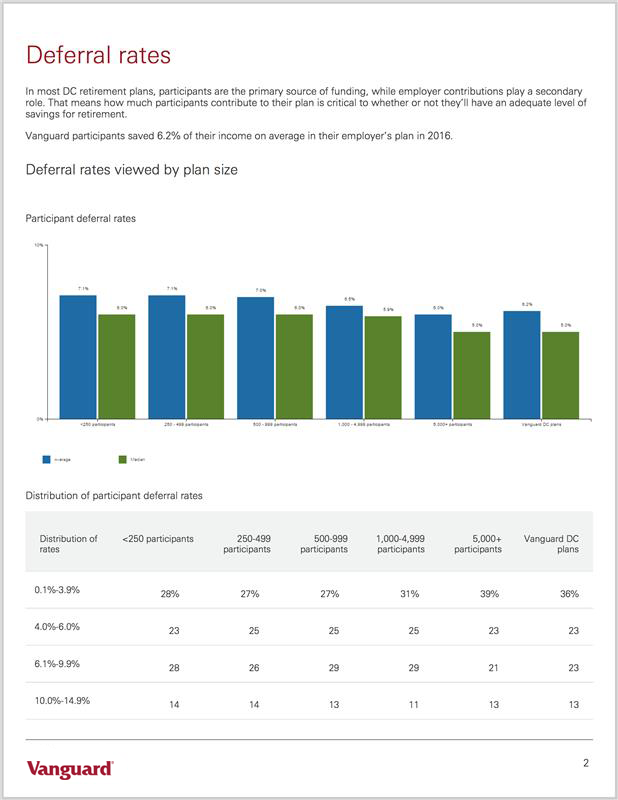 Deferral rates
In most DC retirement plans, participants are the primary source of funding, while employer contributions play a secondary
role. That means how much participants contribute to their plan is critical to whether or not they’ll have an adequate level of
savings for retirement.
Vanguard participants saved 6.2% of their income on average in their employer’s plan in 2016.
Deferral rates viewed by plan size
Participant deferral rates
10%
7.1% 6.0% 7.1% 6.0% 7.0% 6.0% 6.5% 5.9% 6.0% 5.0% 6.2% 5.0%
0%
<250 participants 250 - 499 participants 500 - 999 participants 1,000 - 4,999 participants 5,000+ participants Vanguard DC plans
Average Median
Distribution of participant deferral rates
Distribution of <250 participants 250-499 500-999 1,000-4,999 5,000+ Vanguard DC
rates participants participants participants participants plans
0.1%-3.9% 28% 27% 27% 31% 39% 36%
4.0%-6.0% 23 25 25 25 23 23
6.1%-9.9% 28 26 29 29 21 23
10.0%-14.9% 14 14 13 11 13 13
Vanguard® 2